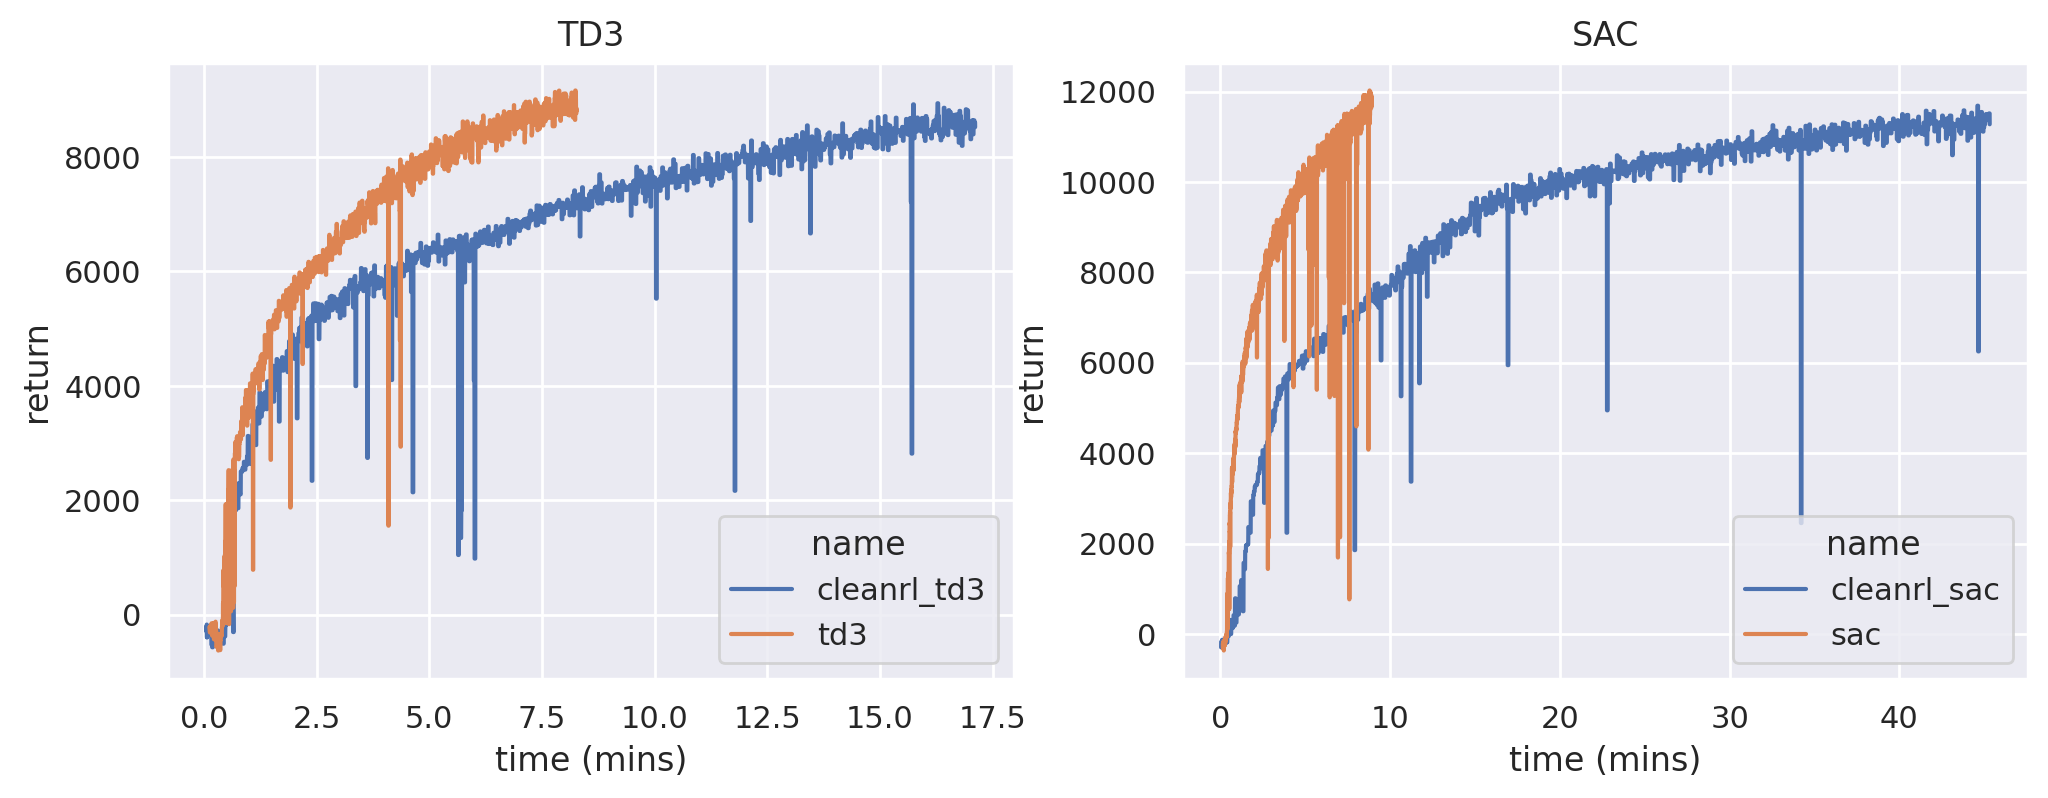 TD3
return
8000
6000
4000
2000
0
0.0 2.5 5.0 7.5 10.0 12.5 15.0 17.5
time (mins)
name
cleanrl_td3
td3
SAC
return
12000
10000
8000
6000
4000
2000
0
0 10 20 30 40
time (mins)
name
cleanrl_sac
sac